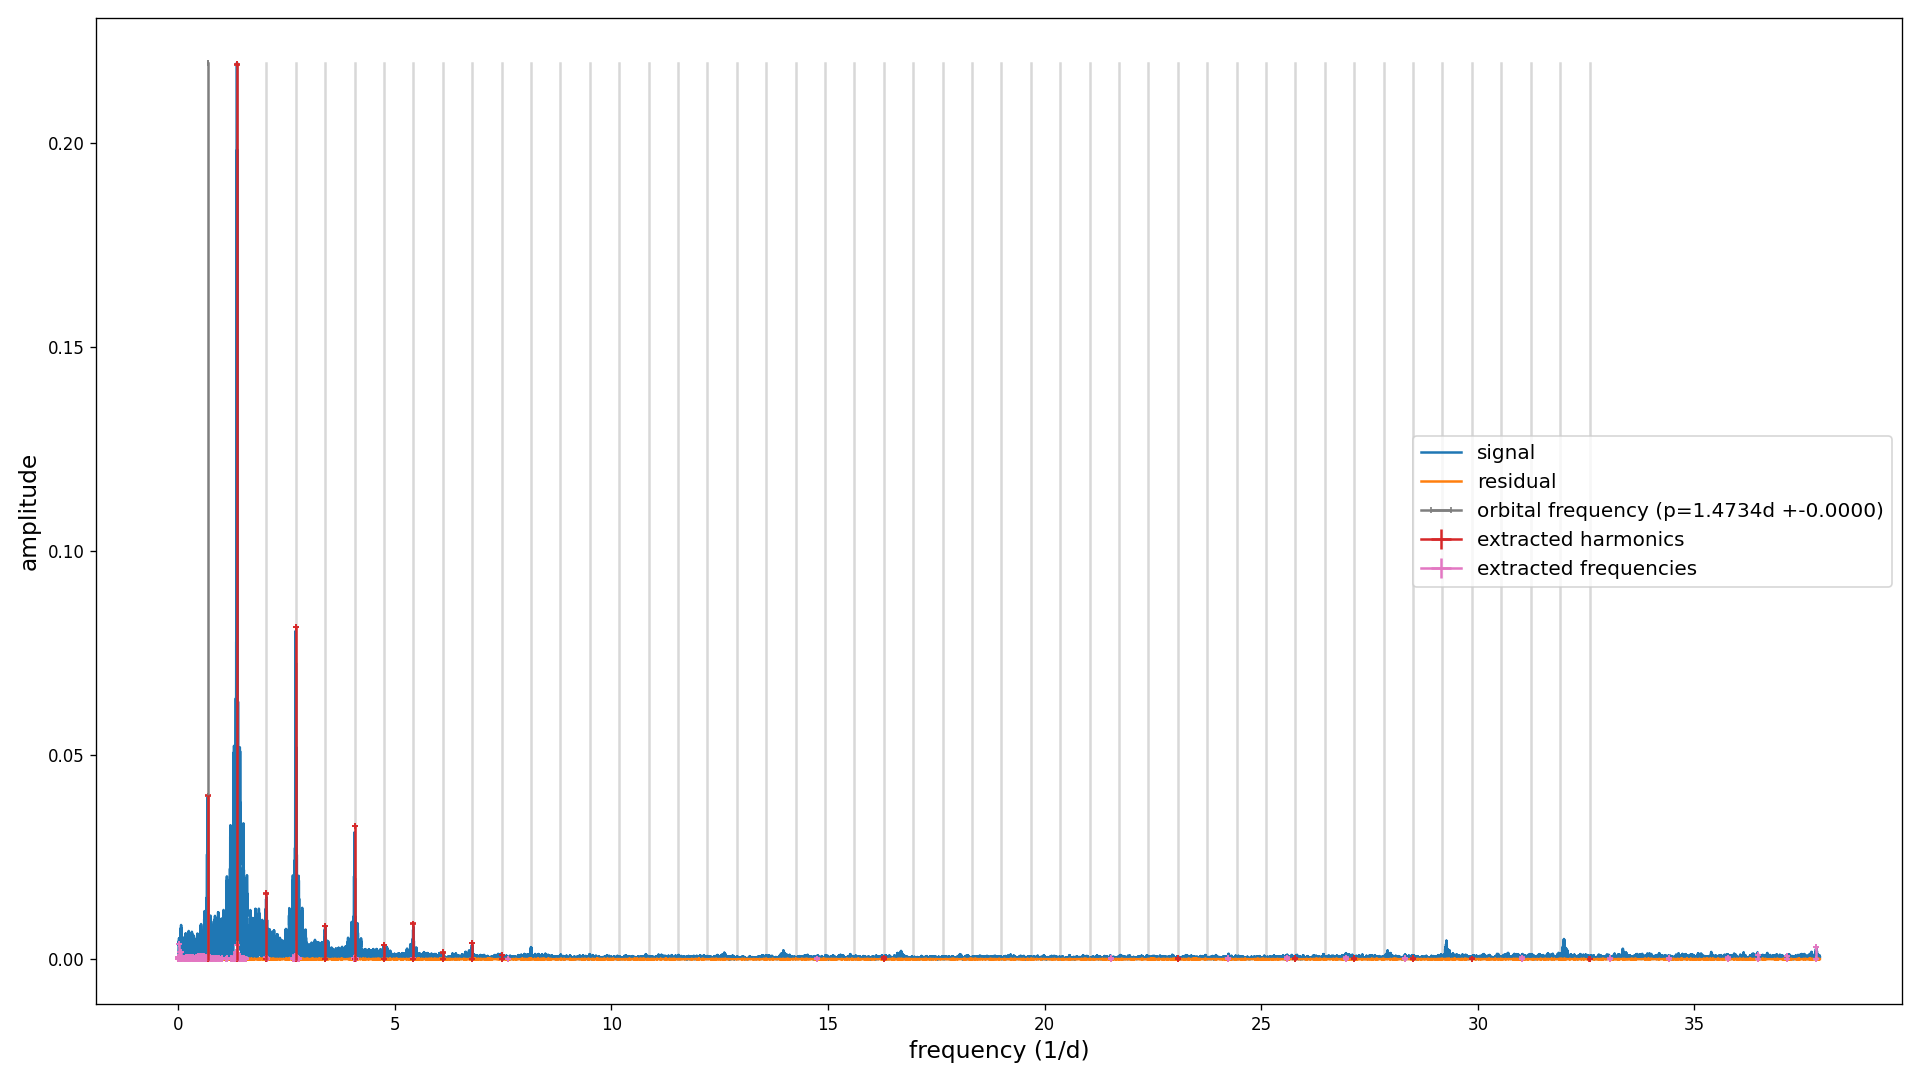 0.20
0.15
0.10
0.05
0.00
amplitude
0 5 10 15 20 25 30 35
frequency (1/d)
signal
residual
orbital frequency (p=1.4734d +-0.0000)
extracted harmonics
extracted frequencies